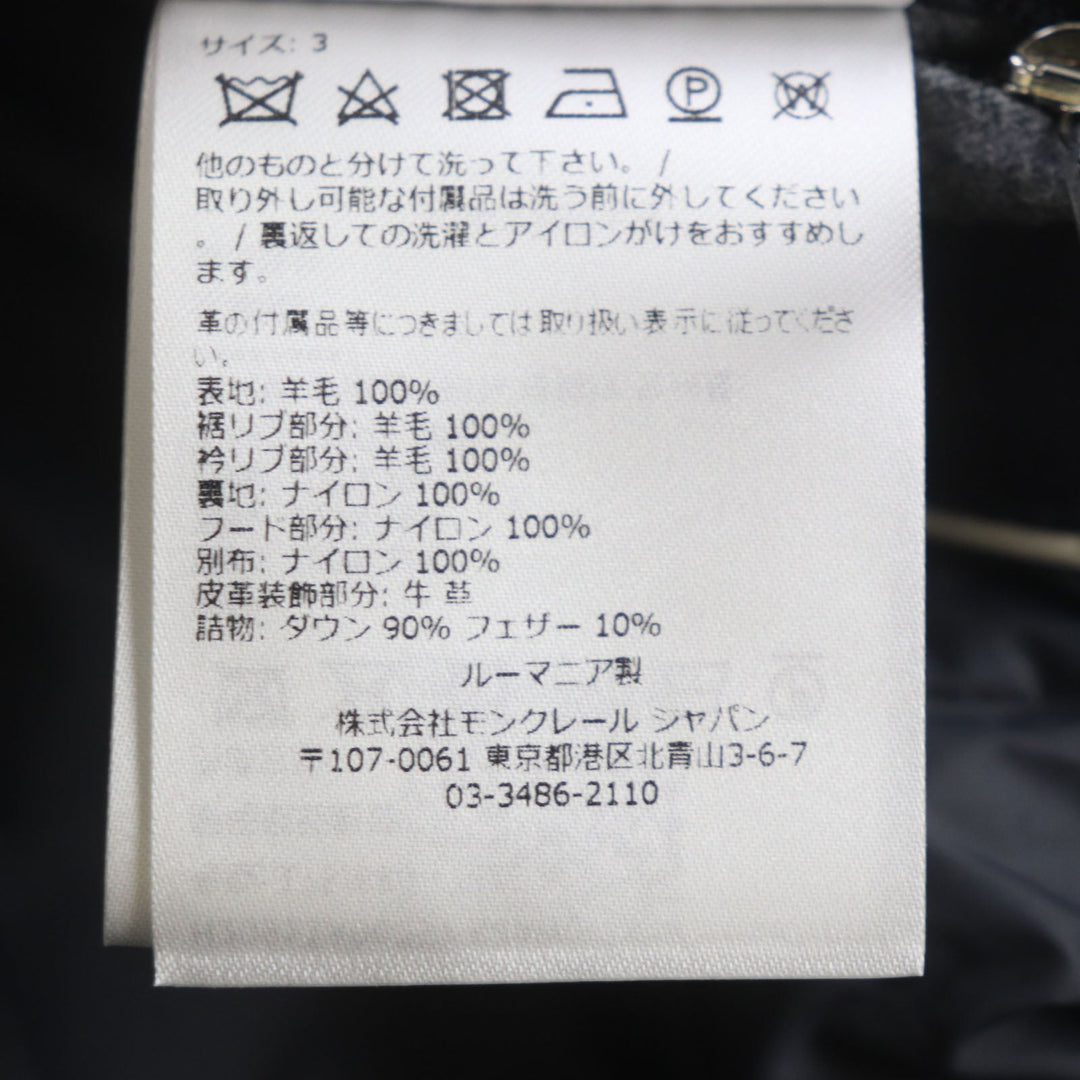 サイズ: 3
P
W
他のものと分けて洗って下さい。 /
取り外し可能な付属品は洗う前に外してください
。 / 裏返しての洗濯とアイロンがけをおすすめし
ます。
革の付属品等につきましては取り扱い表示に従ってくださ
い。
表地: 羊毛 100%
裾リブ部分: 羊毛 100%
衿リブ部分: 羊毛 100%
裏地: ナイロン 100%
フード部分: ナイロン 100%
別布: ナイロン 100%
皮革装飾部分: 牛 革
詰物: ダウン 90% フェザー 10%
ルーマニア製
株式会社モンクレール ジャパン
〒107-0061 東京都港区北青山3-6-7
03-3486-2110